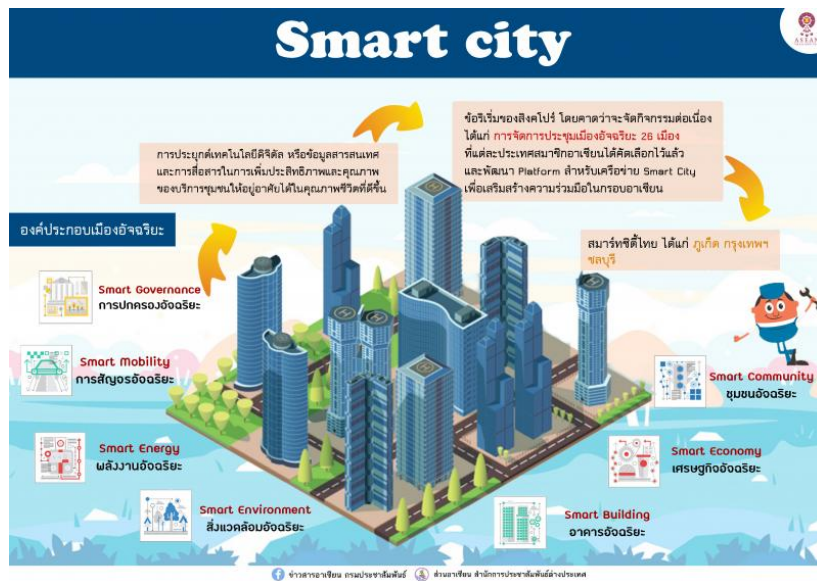 Smart city
ASEAN
ข้อริเริ่มของสิงคโปร์ โดยคาดว่าจะจัดกิจกรรมต่อเนื่อง
ได้แก่ การจัดการประชุมเมืองอัจฉริยะ 26 เมือง
ที่แต่ละประเทศสมาชิกอาเซียนได้คัดเลือกไว้แล้ว
และพัฒนา Platform สำหรับเครือข่าย Smart City
เพื่อเสริมสร้างความร่วมมือในกรอบอาเซียน
การประยุกต์เทคโนโลยีดิจิตัล หรือข้อมูลสารสนเทศ
และการสื่อสารในการเพิ่มประสิทธิภาพและคุณภาพ
ของบริการชุมชนให้อยู่อาศัยได้ในคุณภาพชีวิตที่ดีขึ้น
องค์ประกอบเมืองอัจฉริยะ
สมาร์ทซิตี้ไทย ได้แก่ ภูเก็ต กรุงเทพฯ
ชลบุรี
Smart Governance
การปกครองอัจฉริยะ
Smart Mobility
การสัญจรอัจฉริยะ
Smart Energy
พลังงานอัจฉริยะ
Smart Environment
สิ่งแวดล้อมอัจฉริยะ
Smart Community
ชุมชนอัจฉริยะ
Smart Economy
เศรษฐกิจอัจฉริยะ
Smart Building
อาคารอัจฉริยะ
ข่าวสารอาเซียน กรมประชาสัมพันธ์
ส่วนอาเซียน สำนักการประชาสัมพันธ์ต่างประเทศ